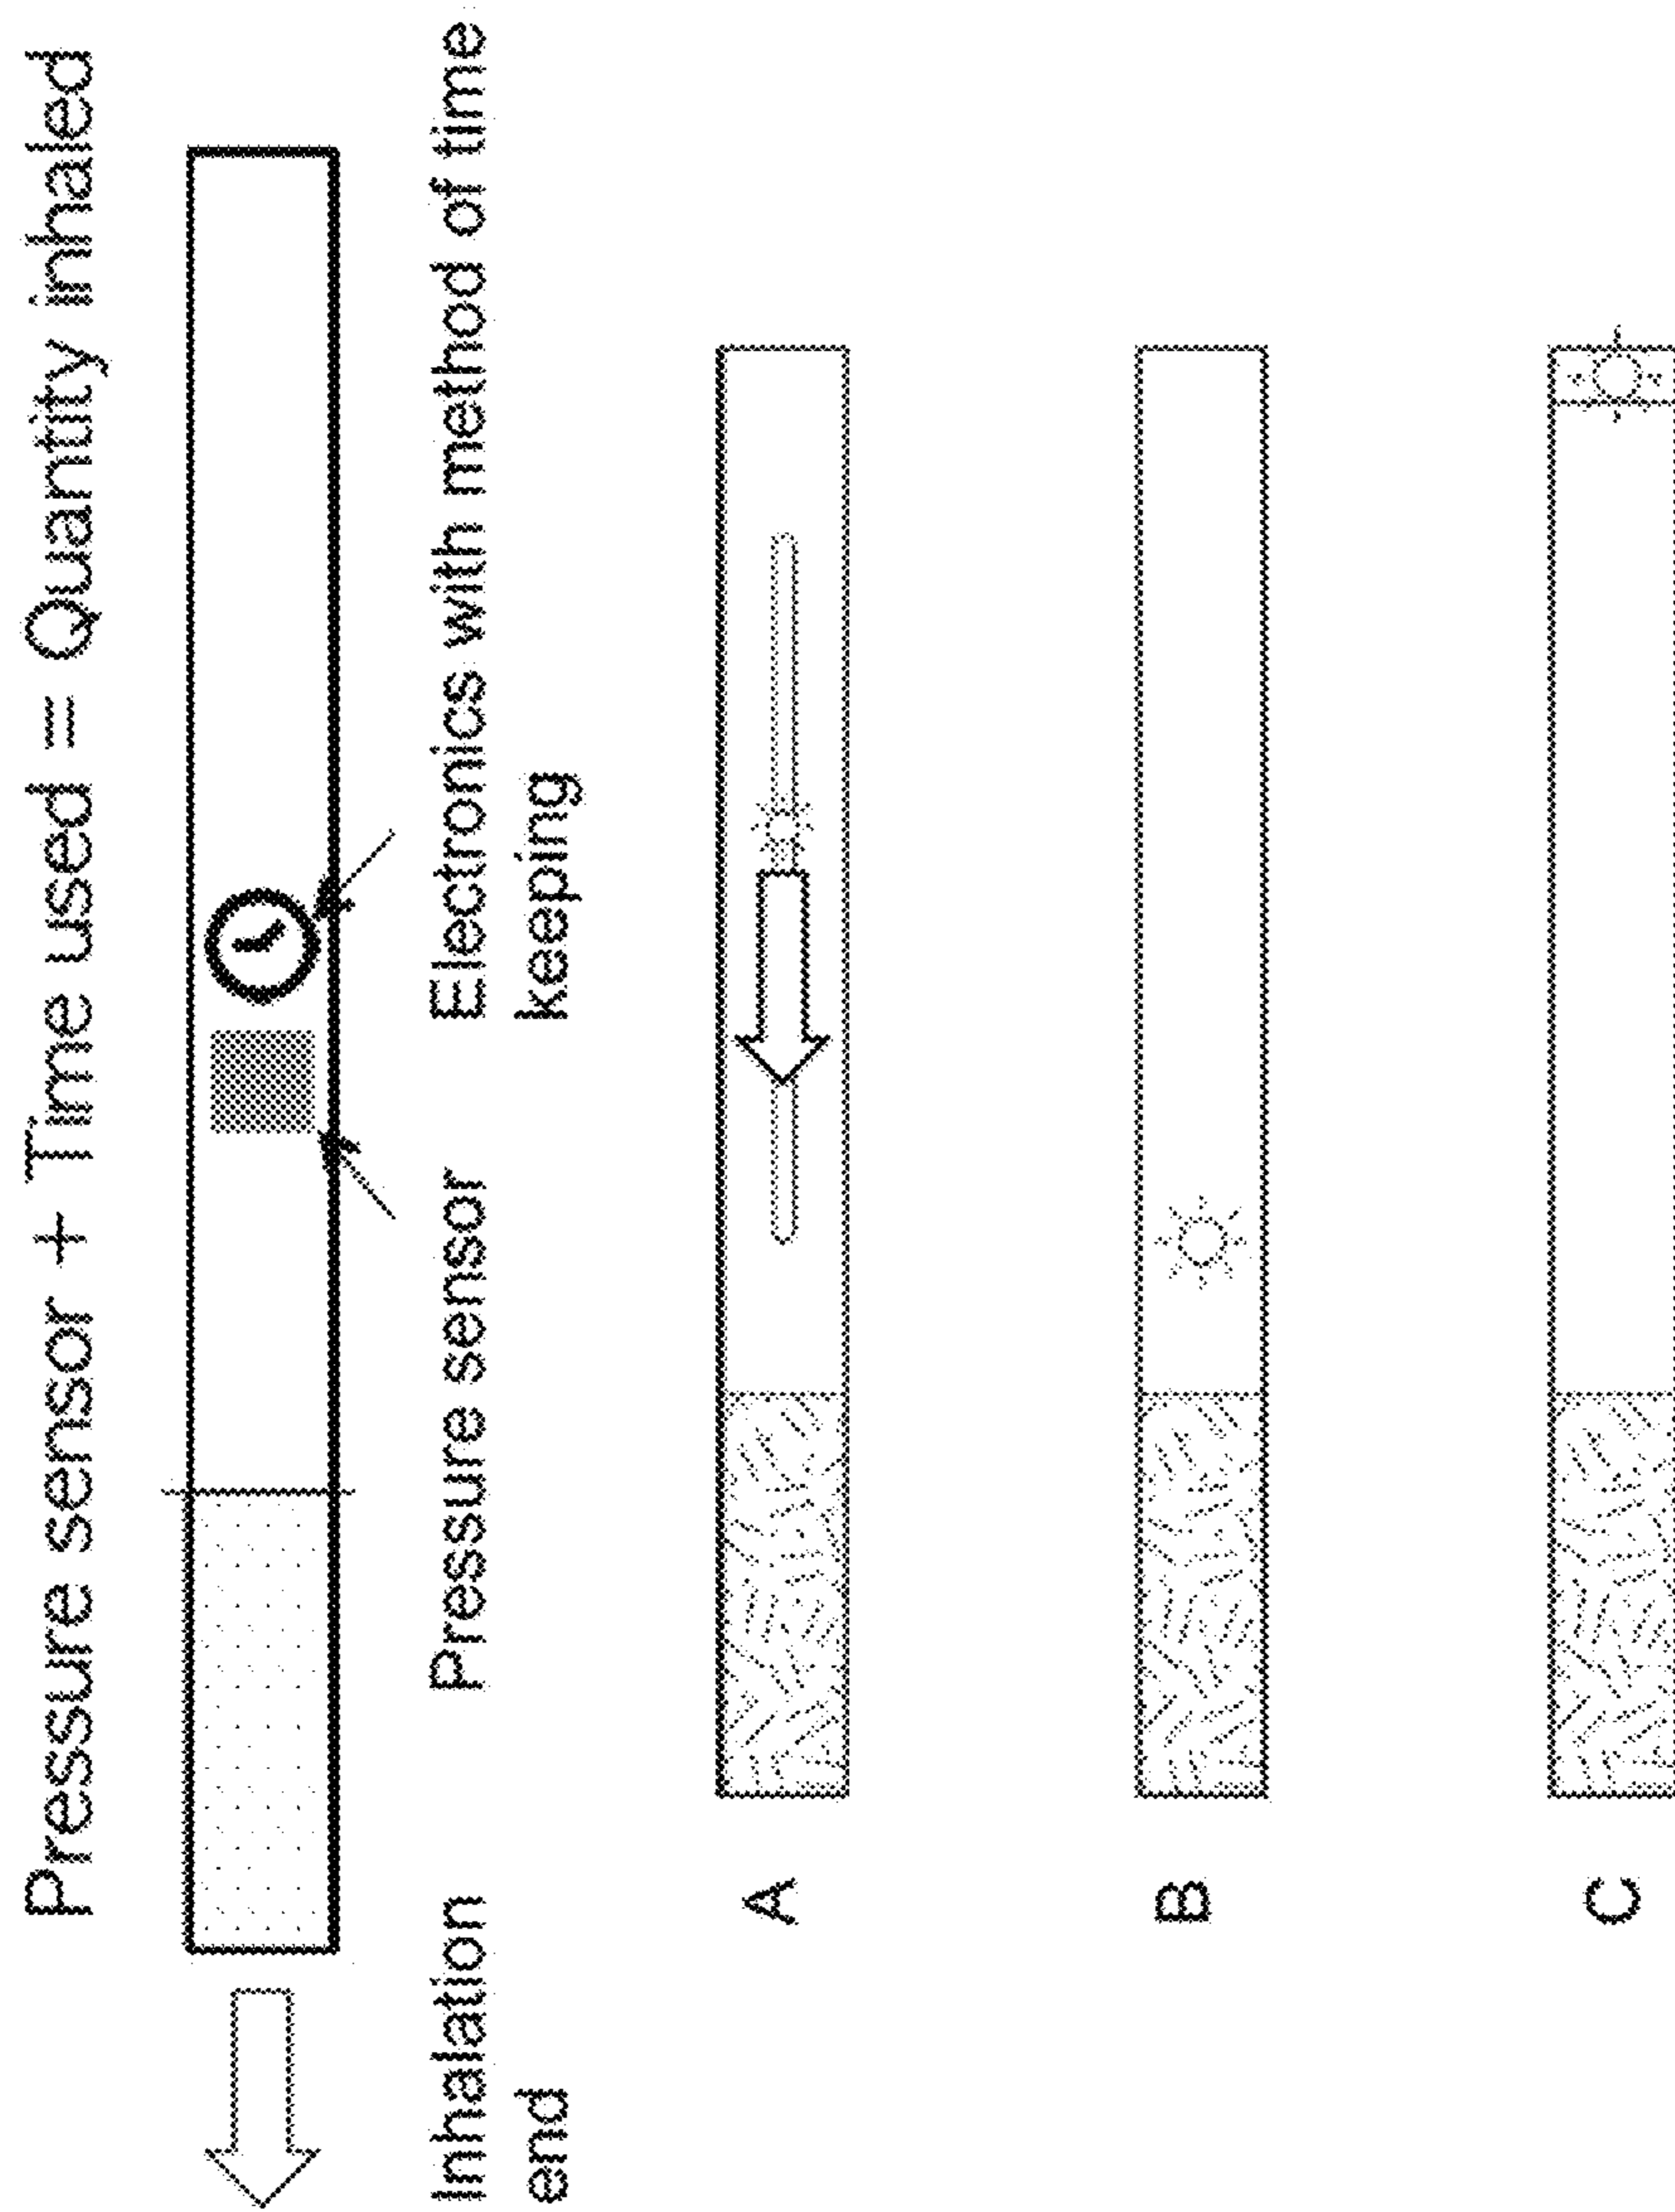 Pressure sensor + Time used = Quantity inhaled
Inhalation
end
Pressure sensor
Electronics with method of time
keeping
A
B
C